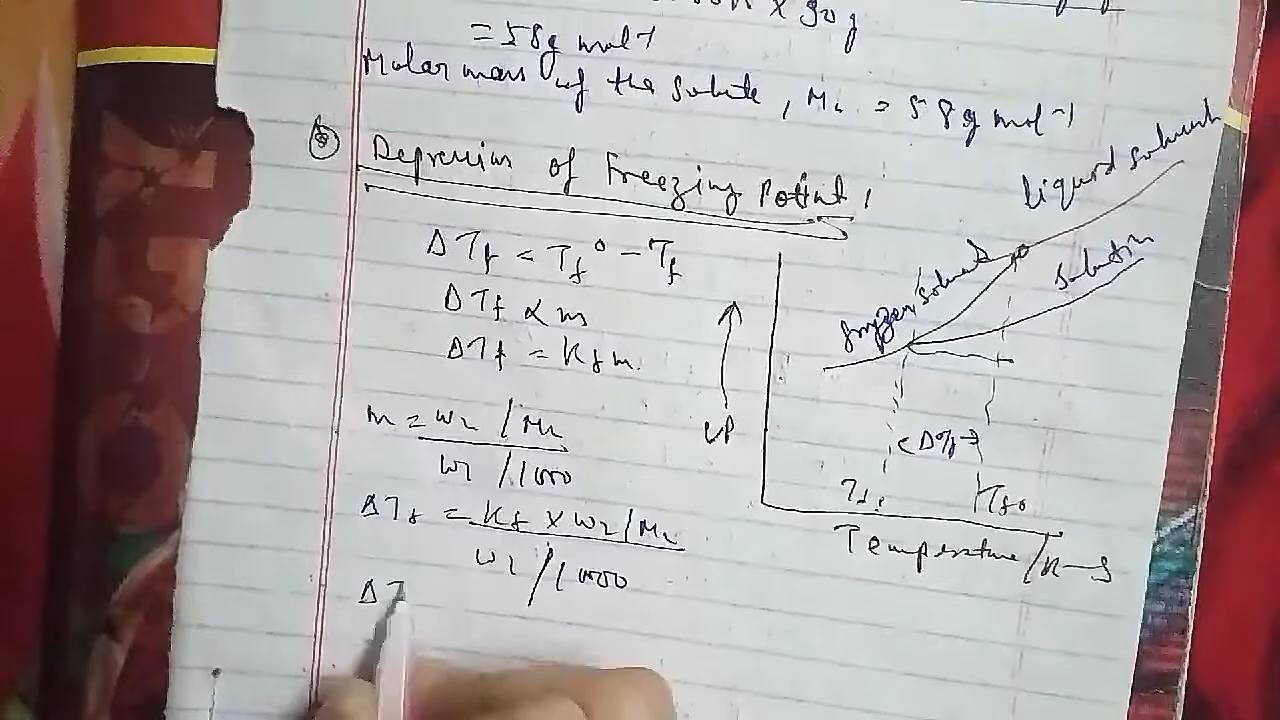 × 90 g
= 58 g mol-1
Molar mass of the solute, M2 = 58 g mol-1
Depression of Freezing Point
liquid solvent
frozen solvent
solution
ΔTf = Tf° - Tf
ΔTf ∝ m
ΔTf = Kf m.
m = w2 / M2
w1 / 1000
VP
<ΔTf>
Tf
Tf°
ΔTf = Kf × w2 / M2
w1 / 1000
Temperature/K
ΔT